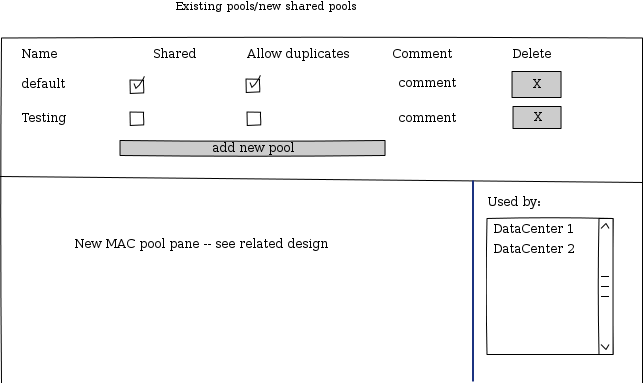 Existing pools/new shared pools
Name Shared Allow duplicates Comment Delete
default comment X
Testing comment X
add new pool
Used by:
DataCenter 1
New MAC pool pane -- see related design
DataCenter 2